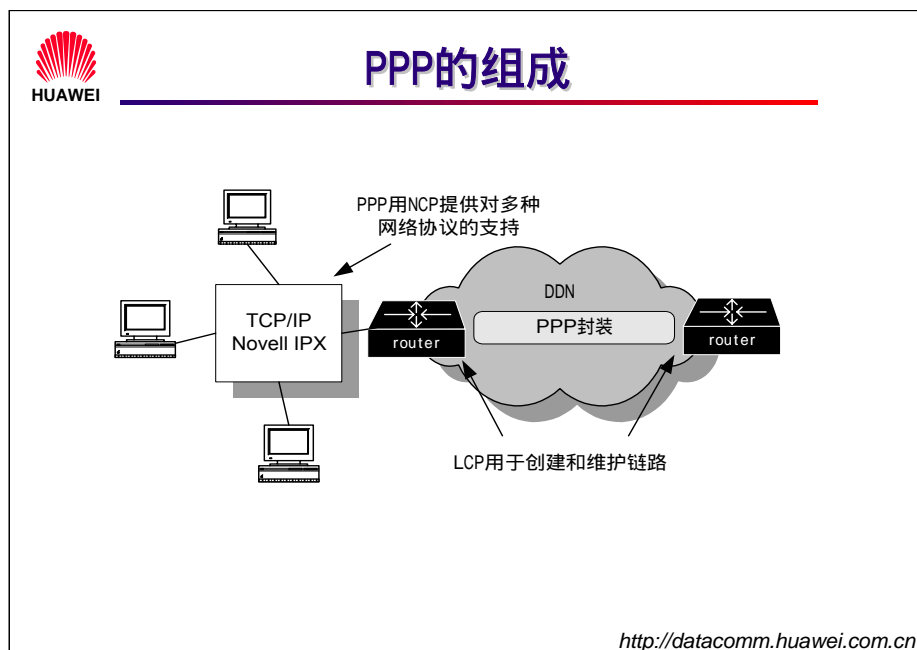 HUAWEI
PPP的组成
PPP用NCP提供对多种
网络协议的支持
DDN
TCP/IP
Novell IPX
PPP封装
router
router
LCP用于创建和维护链路
http://datacomm.huawei.com.cn